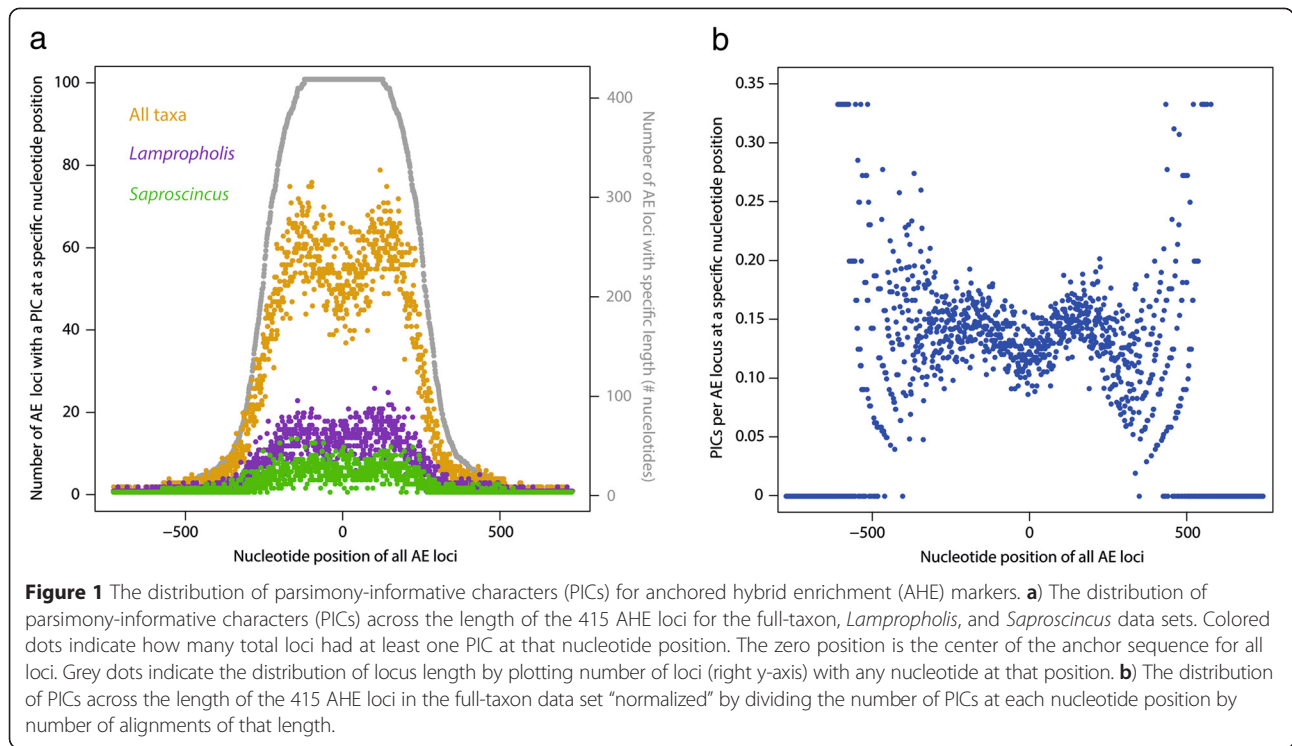 a
Number of AE loci with a PIC at a specific nucleotide position
100
80
60
40
20
0
All taxa
Lampropholis
Saproscincus
400
300
200
100
0
Number of AE loci with specific length (# nucelotides)
−500
0
500
Nucleotide position of all AE loci
b
PICs per AE locus at a specific nucleotide position
0.35
0.30
0.25
0.20
0.15
0.10
0.05
0
−500
0
500
Nucleotide position of all AE loci
Figure 1 The distribution of parsimony-informative characters (PICs) for anchored hybrid enrichment (AHE) markers. a) The distribution of
parsimony-informative characters (PICs) across the length of the 415 AHE loci for the full-taxon, Lampropholis, and Saproscincus data sets. Colored
dots indicate how many total loci had at least one PIC at that nucleotide position. The zero position is the center of the anchor sequence for all
loci. Grey dots indicate the distribution of locus length by plotting number of loci (right y-axis) with any nucleotide at that position. b) The distribution
of PICs across the length of the 415 AHE loci in the full-taxon data set “normalized” by dividing the number of PICs at each nucleotide position by
number of alignments of that length.